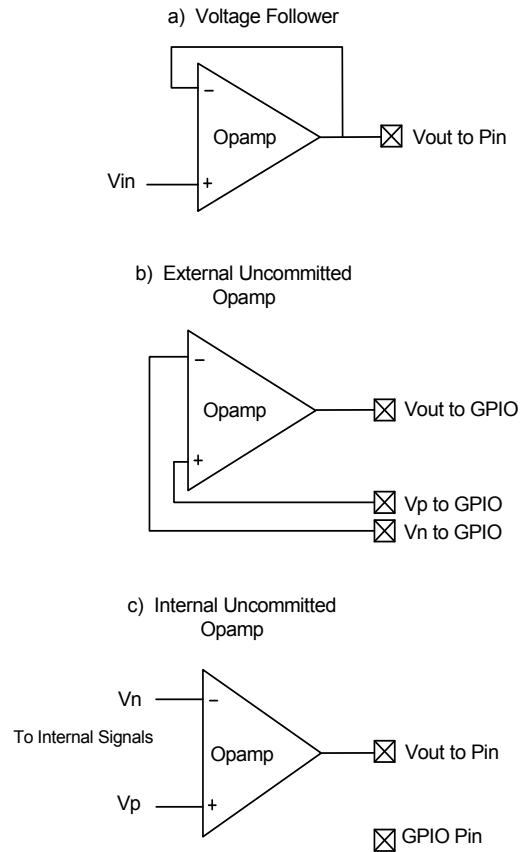 a) Voltage Follower
−
Opamp
Vout to Pin
Vin
+
b) External Uncommitted
Opamp
−
Opamp
Vout to GPIO
+
Vp to GPIO
Vn to GPIO
c) Internal Uncommitted
Opamp
Vn
−
To Internal Signals
Opamp
Vout to Pin
Vp
+
GPIO Pin